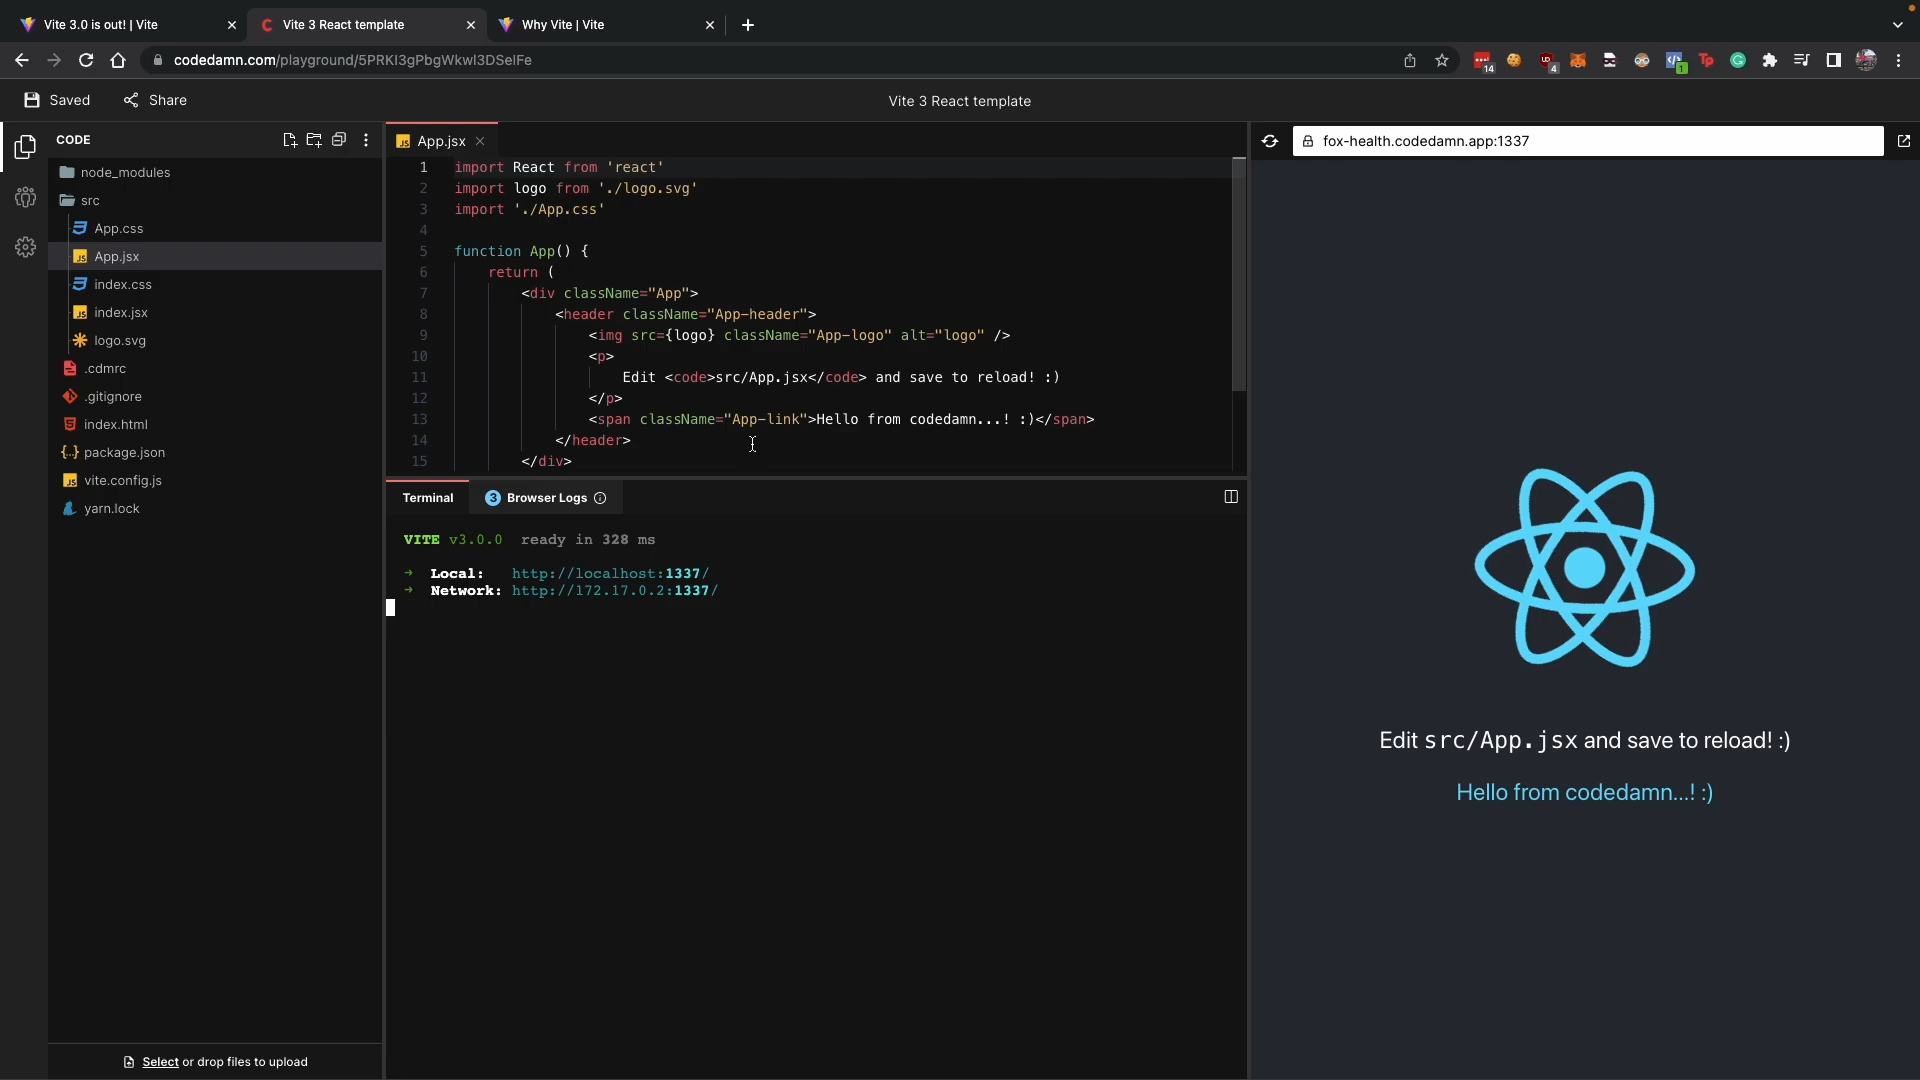 Vite 3.0 is out! | Vite
Vite 3 React template
Why Vite | Vite
codedamn.com/playground/5PRKI3gPbgWkwl3DSelFe
14
4
1
Tp
Saved
Share
Vite 3 React template
CODE
node_modules
src
App.css
App.jsx
index.css
index.jsx
logo.svg
.cdmrc
.gitignore
index.html
package.json
vite.config.js
yarn.lock
Select or drop files to upload
App.jsx
1 import React from 'react'
2 import logo from './logo.svg'
3 import './App.css'
4
5 function App() {
6 return (
7 <div className="App">
8 <header className="App-header">
9 <img src={logo} className="App-logo" alt="logo" />
10 <p>
11 Edit <code>src/App.jsx</code> and save to reload! :)
12 </p>
13 <span className="App-link">Hello from codedamn...! :)</span>
14 </header>
15 </div>
Terminal
3 Browser Logs
VITE v3.0.0 ready in 328 ms
➜ Local: http://localhost:1337/
➜ Network: http://172.17.0.2:1337/
fox-health.codedamn.app:1337
Edit src/App.jsx and save to reload! :)
Hello from codedamn...! :)